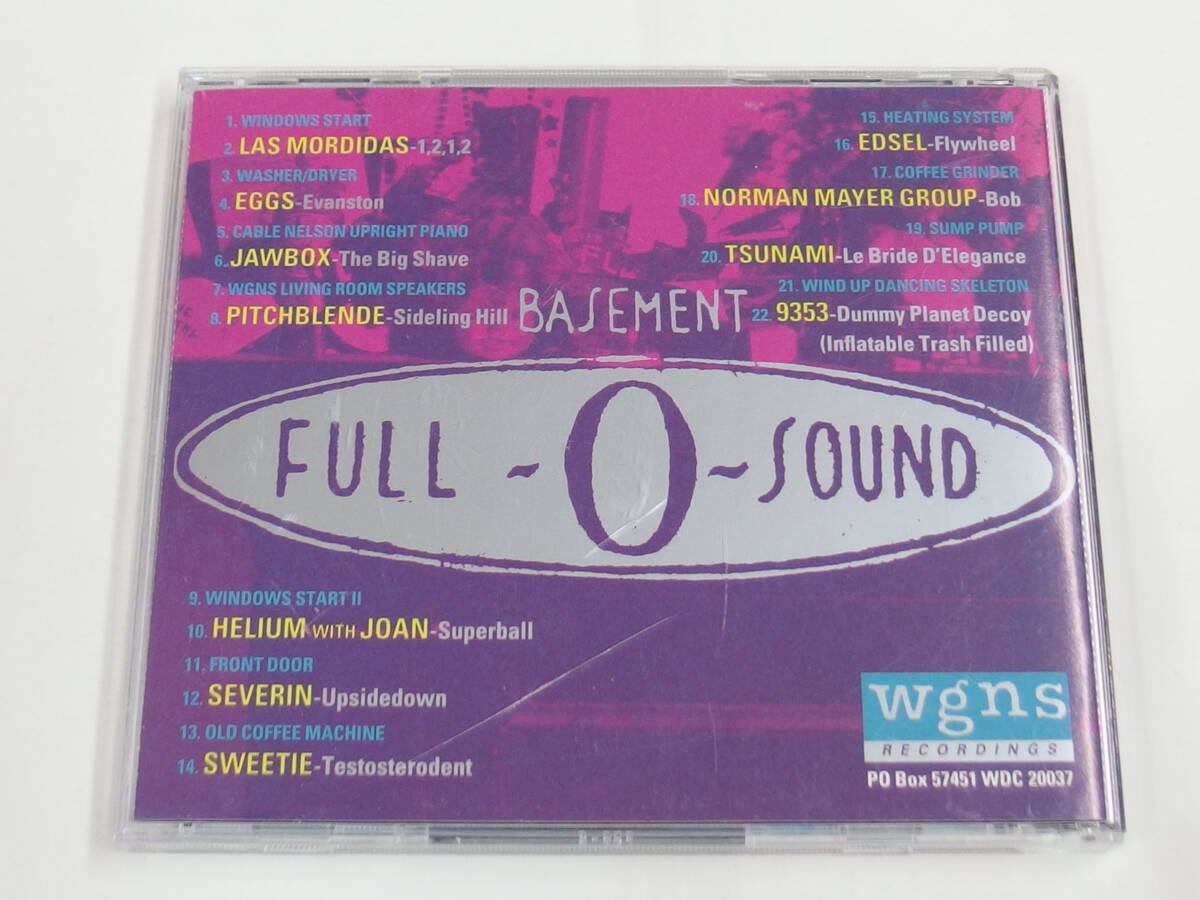 1. WINDOWS START
2. LAS MORDIDAS-1,2,1,2
3. WASHER/DRYER
4. EGGS-Evanston
5. CABLE NELSON UPRIGHT PIANO
6. JAWBOX-The Big Shave
7. WGNS LIVING ROOM SPEAKERS
8. PITCHBLENDE-Sideling Hill
15. HEATING SYSTEM
16. EDSEL-Flywheel
17. COFFEE GRINDER
18. NORMAN MAYER GROUP-Bob
19. SUMP PUMP
20. TSUNAMI-Le Bride D'Elegance
21. WIND UP DANCING SKELETON
22. 9353-Dummy Planet Decoy
(Inflatable Trash Filled)
BASEMENT
FULL ~O~ SOUND
9. WINDOWS START II
10. HELIUM WITH JOAN-Superball
11. FRONT DOOR
12. SEVERIN-Upsidedown
13. OLD COFFEE MACHINE
14. SWEETIE-Testosterodent
wgns
RECORDINGS
PO Box 57451 WDC 20037